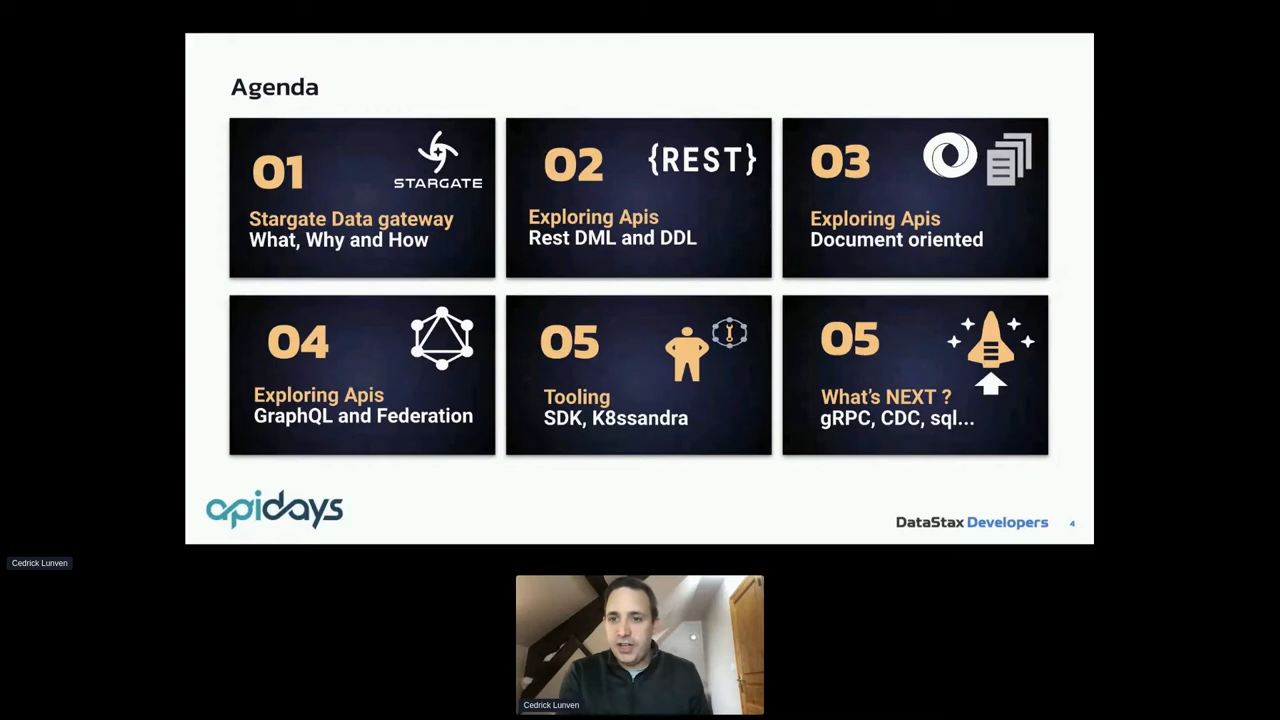 Agenda
01
STARGATE
Stargate Data gateway
What, Why and How
02
{REST}
Exploring Apis
Rest DML and DDL
03
Exploring Apis
Document oriented
04
Exploring Apis
GraphQL and Federation
05
Tooling
SDK, K8ssandra
05
What's NEXT ?
gRPC, CDC, sql...
apidays
DataStax Developers
4
Cedrick Lunven
Cedrick Lunven